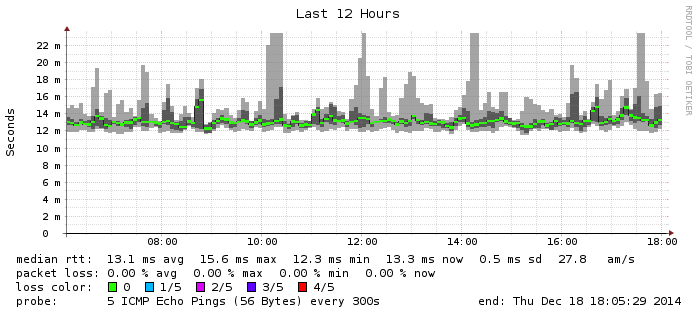 Last 12 Hours
RRDTOOL / TOBI OETIKER
Seconds
22 m
20 m
18 m
16 m
14 m
12 m
10 m
8 m
6 m
4 m
2 m
0
08:00 10:00 12:00 14:00 16:00 18:00
median rtt: 13.1 ms avg 15.6 ms max 12.3 ms min 13.3 ms now 0.5 ms sd 27.8 am/s
packet loss: 0.00 % avg 0.00 % max 0.00 % min 0.00 % now
loss color: 0 1/5 2/5 3/5 4/5
probe: 5 ICMP Echo Pings (56 Bytes) every 300s end: Thu Dec 18 18:05:29 2014